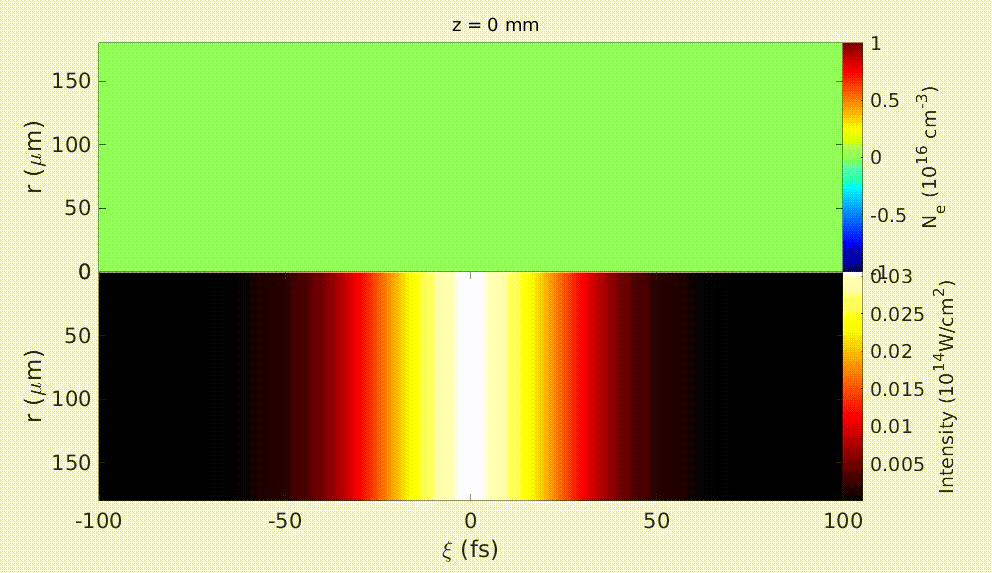 z = 0 mm
150
100
50
0
r (μm)
1
0.5
0
-0.5
-1
N_e (10^16 cm^-3)
50
100
150
r (μm)
0.03
0.025
0.02
0.015
0.01
0.005
Intensity (10^14W/cm^2)
-100 -50 0 50 100
ξ (fs)